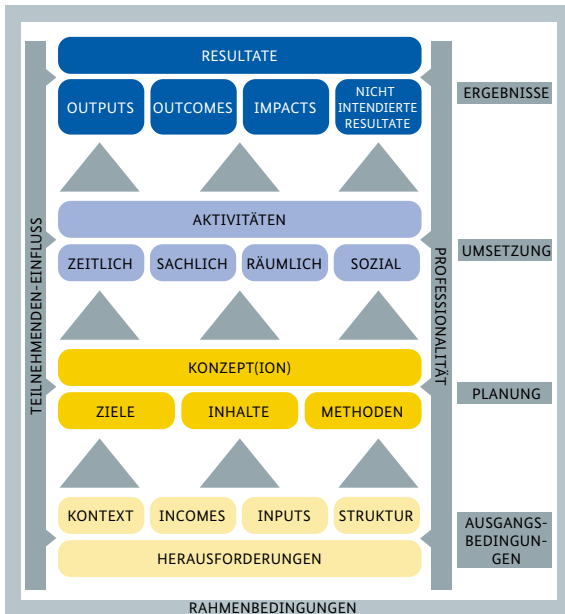 RESULTATE
OUTPUTS
OUTCOMES
IMPACTS
NICHT
INTENDIERTE
RESULTATE
ERGEBNISSE
AKTIVITÄTEN
ZEITLICH
SACHLICH
RÄUMLICH
SOZIAL
UMSETZUNG
TEILNEHMENDEN-EINFLUSS
PROFESSIONALITÄT
KONZEPT(ION)
ZIELE
INHALTE
METHODEN
PLANUNG
KONTEXT
INCOMES
INPUTS
STRUKTUR
HERAUSFORDERUNGEN
AUSGANGS-
BEDINGUN-
GEN
RAHMENBEDINGUNGEN